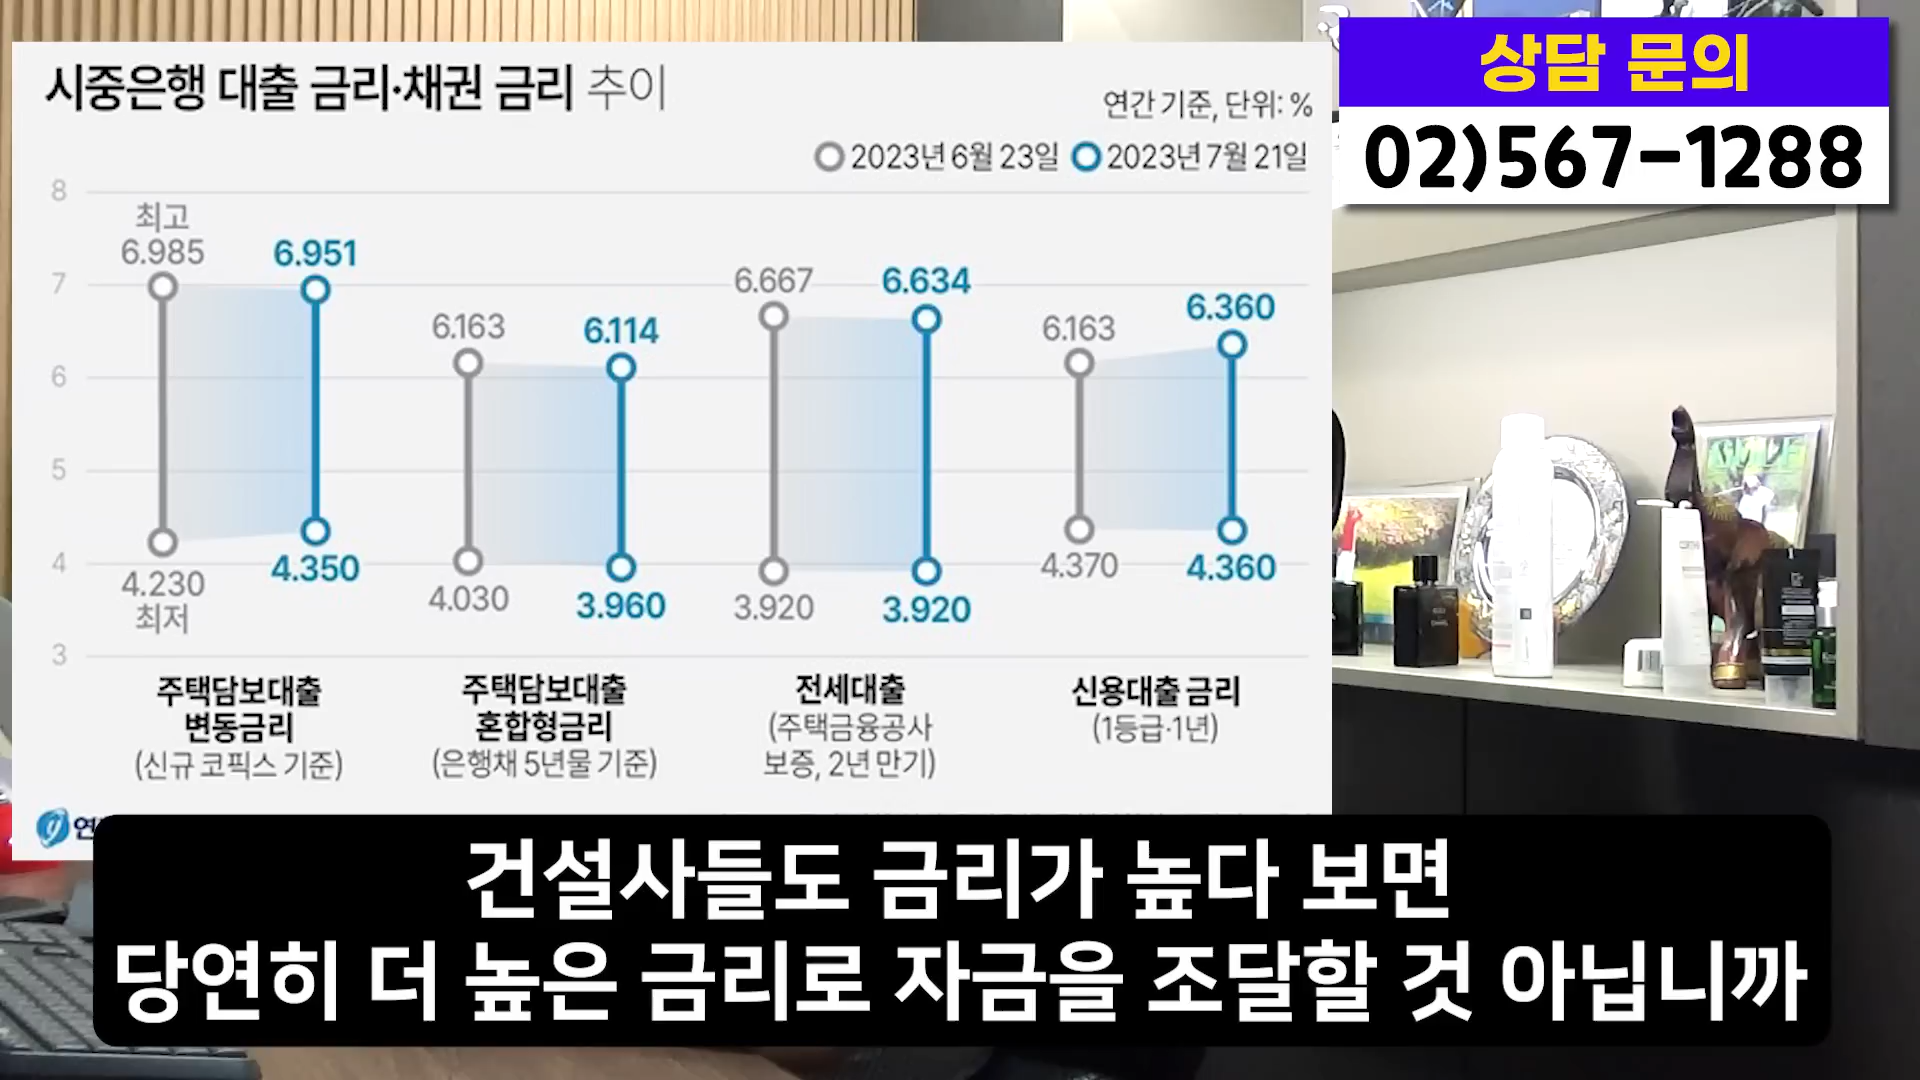 시중은행 대출 금리·채권 금리 추이
연간 기준, 단위: %
2023년 6월 23일 2023년 7월 21일
8
7
6
5
4
3
최고
6.985
6.951
4.230
최저
4.350
주택담보대출
변동금리
(신규 코픽스 기준)
6.163
6.114
4.030
3.960
주택담보대출
혼합형금리
(은행채 5년물 기준)
6.667
6.634
3.920
3.920
전세대출
(주택금융공사
보증, 2년 만기)
6.163
6.360
4.370
4.360
신용대출 금리
(1등급·1년)
상담 문의
02)567-1288
건설사들도 금리가 높다 보면
당연히 더 높은 금리로 자금을 조달할 것 아닙니까